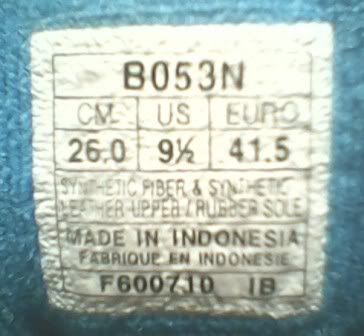 B053N
CM US EURO
26.0 9½ 41.5
SYNTHETIC FIBER & SYNTHETIC
LEATHER UPPER / RUBBER SOLE
MADE IN INDONESIA
FABRIQUE EN INDONESIE
F600710 IB